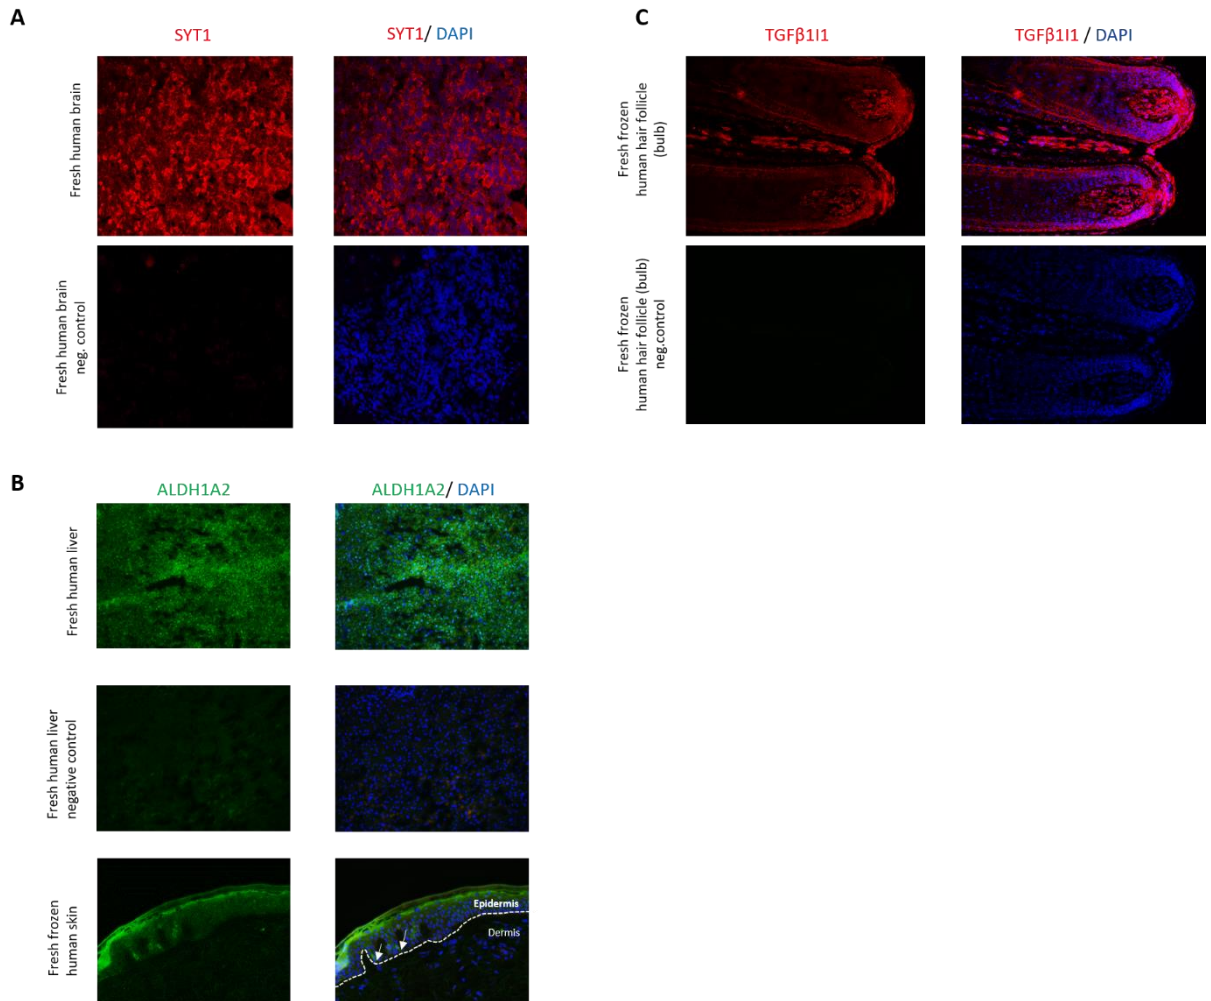 A
SYT1
SYT1/ DAPI
Fresh human brain
Fresh human brain
neg. control
B
ALDH1A2
ALDH1A2/ DAPI
Fresh human liver
Fresh human liver
negative control
Fresh frozen
human skin
Epidermis
Dermis
C
TGFβ1I1
TGFβ1I1 / DAPI
Fresh frozen
human hair follicle
(bulb)
Fresh frozen
human hair follicle (bulb)
neg.control